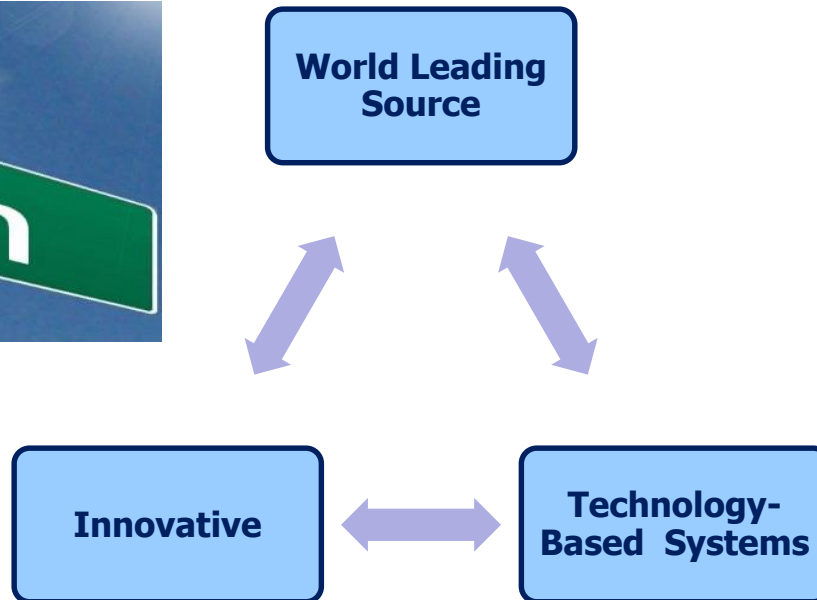 World Leading
Source
n
Innovative
Technology-
Based  Systems